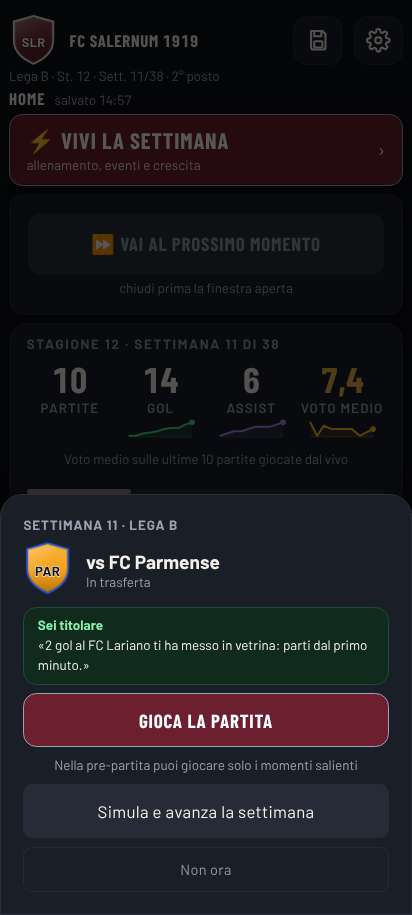 SLR
FC SALERNUM 1919
Lega B · St. 12 · Sett. 11/38 · 2° posto
HOME salvato 14:57
⚡ VIVI LA SETTIMANA ›
allenamento, eventi e crescita
⏩ VAI AL PROSSIMO MOMENTO
chiudi prima la finestra aperta
STAGIONE 12 · SETTIMANA 11 DI 38
10 14 6 7,4
PARTITE GOL ASSIST VOTO MEDIO
Voto medio sulle ultime 10 partite giocate dal vivo
SETTIMANA 11 · LEGA B
PAR
vs FC Parmense
In trasferta
Sei titolare
«2 gol al FC Lariano ti ha messo in vetrina: parti dal primo
minuto.»
GIOCA LA PARTITA
Nella pre-partita puoi giocare solo i momenti salienti
Simula e avanza la settimana
Non ora